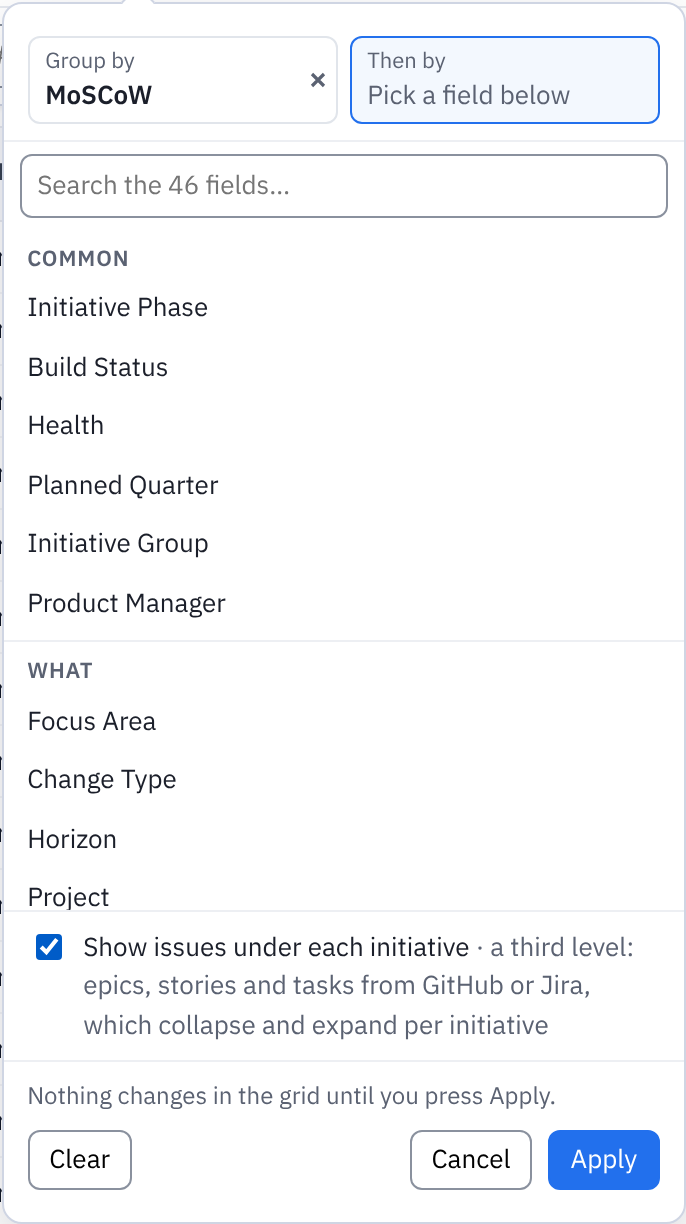 Group by
MoSCoW
×
Then by
Pick a field below
Search the 46 fields...
COMMON
Initiative Phase
Build Status
Health
Planned Quarter
Initiative Group
Product Manager
WHAT
Focus Area
Change Type
Horizon
Project
Show issues under each initiative · a third level:
epics, stories and tasks from GitHub or Jira,
which collapse and expand per initiative
Nothing changes in the grid until you press Apply.
Clear
Cancel
Apply